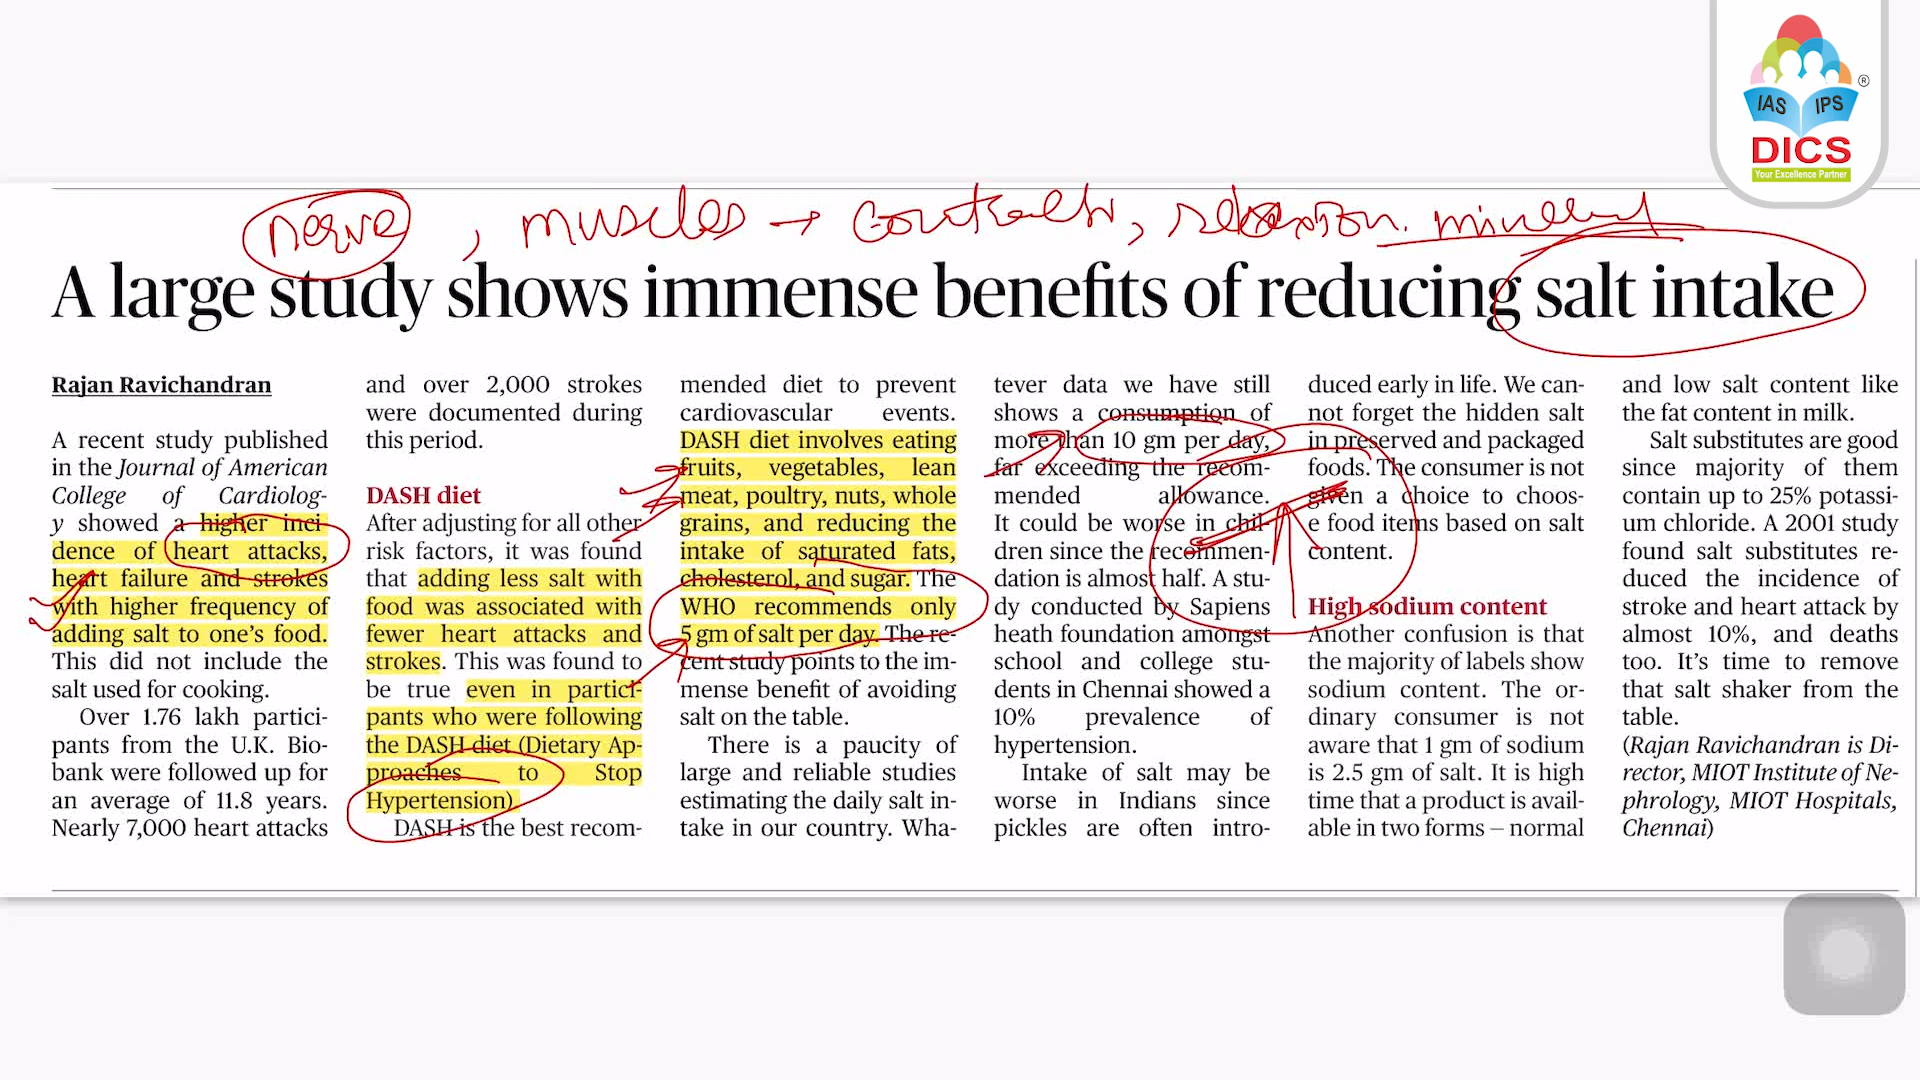 IAS IPS
®
DICS
Your Excellence Partner
nerve, muscles → mineral
A large study shows immense benefits of reducing salt intake
Rajan Ravichandran
A recent study published
in the Journal of American
College of Cardiolog-
y showed a higher inci
dence of heart attacks,
heart failure and strokes
with higher frequency of
adding salt to one's food.
This did not include the
salt used for cooking.
Over 1.76 lakh partici-
pants from the U.K. Bio-
bank were followed up for
an average of 11.8 years.
Nearly 7,000 heart attacks
and over 2,000 strokes
were documented during
this period.
DASH diet
After adjusting for all other
risk factors, it was found
that adding less salt with
food was associated with
fewer heart attacks and
strokes. This was found to
be true even in partici-
pants who were following
the DASH diet (Dietary Ap-
proaches to Stop
Hypertension).
DASH is the best recom-
mended diet to prevent
cardiovascular events.
DASH diet involves eating
fruits, vegetables, lean
meat, poultry, nuts, whole
grains, and reducing the
intake of saturated fats,
cholesterol, and sugar. The
WHO recommends only
5 gm of salt per day. The re-
cent study points to the im-
mense benefit of avoiding
salt on the table.
There is a paucity of
large and reliable studies
estimating the daily salt in-
take in our country. Wha-
tever data we have still
shows a consumption of
more than 10 gm per day,
far exceeding the recom-
mended allowance.
It could be worse in chil-
dren since the recommen-
dation is almost half. A stu-
dy conducted by Sapiens
heath foundation amongst
school and college stu-
dents in Chennai showed a
10% prevalence of
hypertension.
Intake of salt may be
worse in Indians since
pickles are often intro-
duced early in life. We can-
not forget the hidden salt
in preserved and packaged
foods. The consumer is not
given a choice to choos-
e food items based on salt
content.
High sodium content
Another confusion is that
the majority of labels show
sodium content. The or-
dinary consumer is not
aware that 1 gm of sodium
is 2.5 gm of salt. It is high
time that a product is avail-
able in two forms – normal
and low salt content like
the fat content in milk.
Salt substitutes are good
since majority of them
contain up to 25% potassi-
um chloride. A 2001 study
found salt substitutes re-
duced the incidence of
stroke and heart attack by
almost 10%, and deaths
too. It's time to remove
that salt shaker from the
table.
(Rajan Ravichandran is Di-
rector, MIOT Institute of Ne-
phrology, MIOT Hospitals,
Chennai)